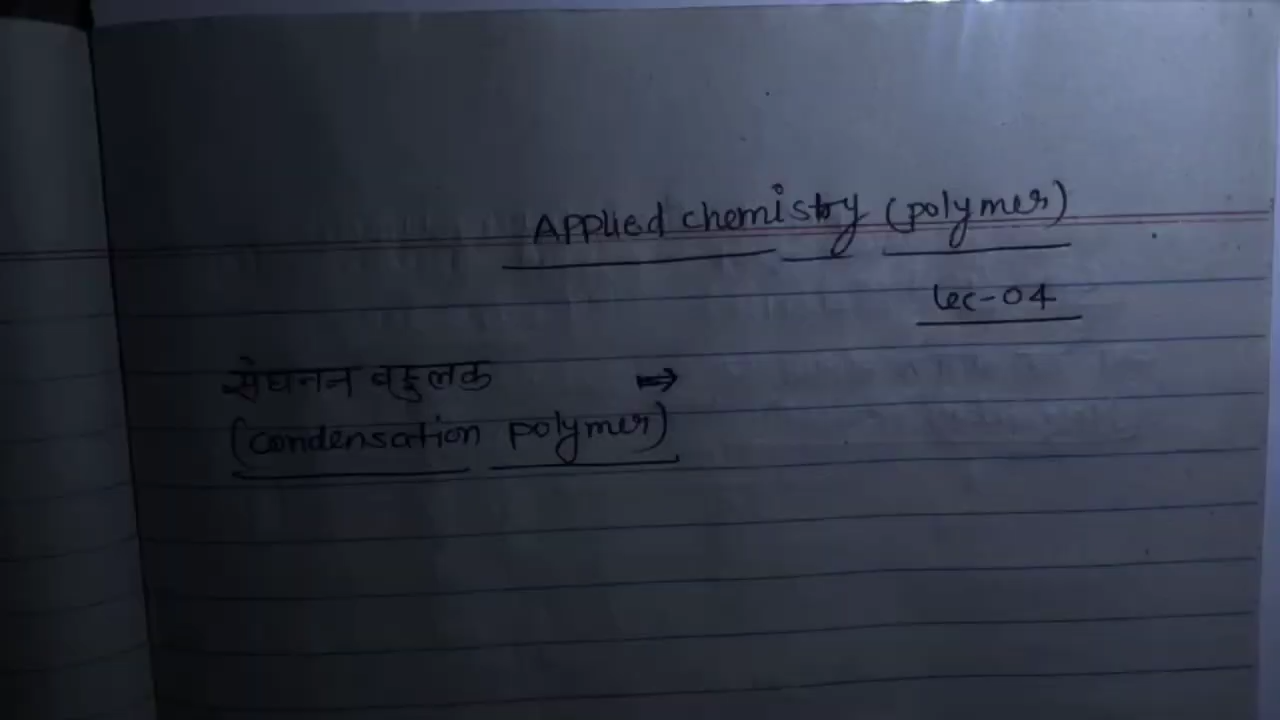 Applied chemistry (polymer)
Lec-04
संघनन बहुलक ⇒
(condensation polymer)